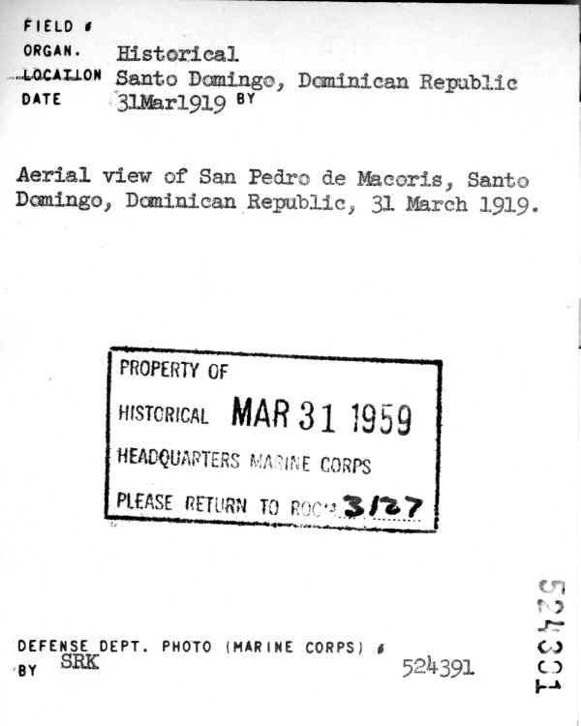 FIELD #
ORGAN. Historical
LOCATION Santo Domingo, Dominican Republic
DATE 31Mar1919 BY
Aerial view of San Pedro de Macoris, Santo
Domingo, Dominican Republic, 31 March 1919.
PROPERTY OF
HISTORICAL MAR 31 1959
HEADQUARTERS MARINE CORPS
PLEASE RETURN TO ROOM 3127
DEFENSE DEPT. PHOTO (MARINE CORPS) #
BY SRK 524391
524391